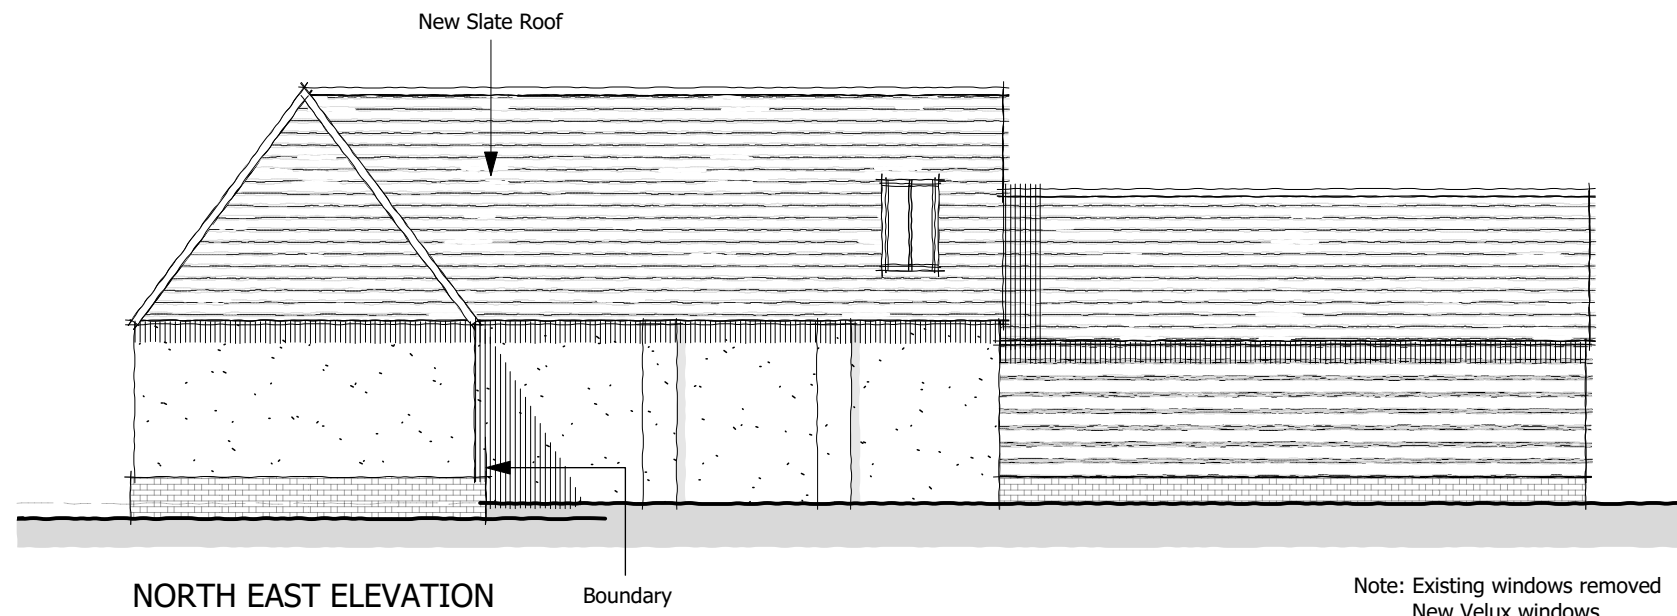 New Slate Roof
NORTH EAST ELEVATION
Boundary
Note: Existing windows removed
New Velux windows